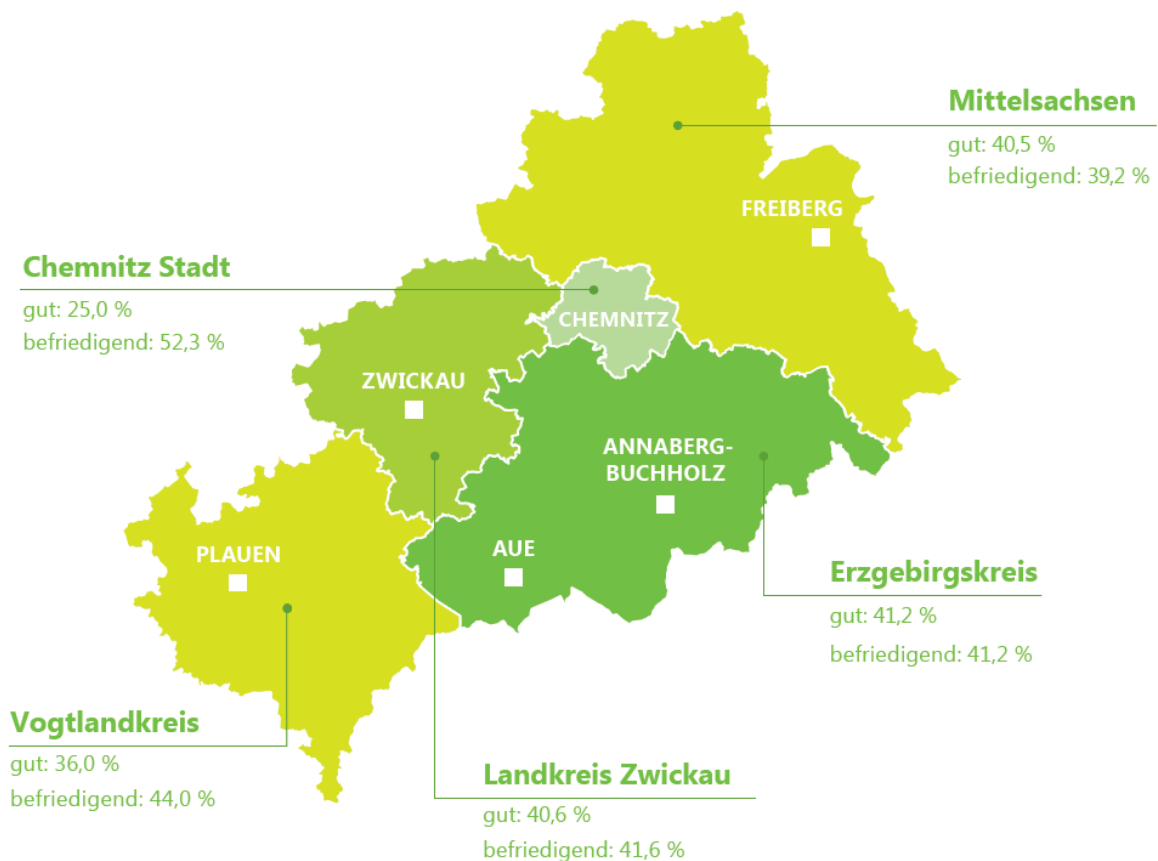 Mittelsachsen
gut: 40,5 %
befriedigend: 39,2 %
FREIBERG
Chemnitz Stadt
gut: 25,0 %
befriedigend: 52,3 %
CHEMNITZ
ZWICKAU
ANNABERG-
BUCHHOLZ
PLAUEN
AUE
Erzgebirgskreis
gut: 41,2 %
befriedigend: 41,2 %
Vogtlandkreis
gut: 36,0 %
befriedigend: 44,0 %
Landkreis Zwickau
gut: 40,6 %
befriedigend: 41,6 %